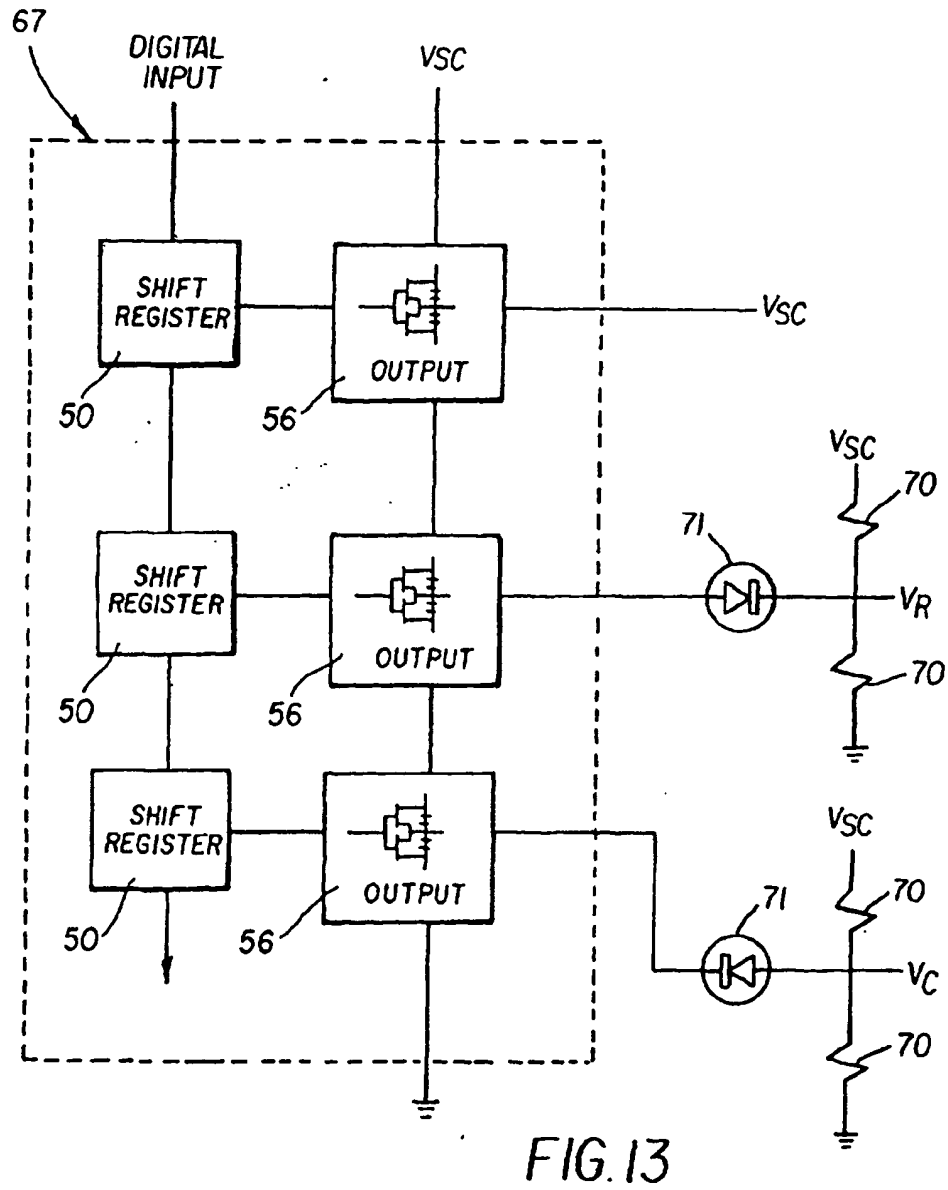 67
DIGITAL
INPUT
VSC
SHIFT
REGISTER
50
OUTPUT
56
VSC
SHIFT
REGISTER
50
OUTPUT
56
71
VSC
70
VR
70
SHIFT
REGISTER
50
OUTPUT
56
71
VSC
70
VC
70
FIG. 13